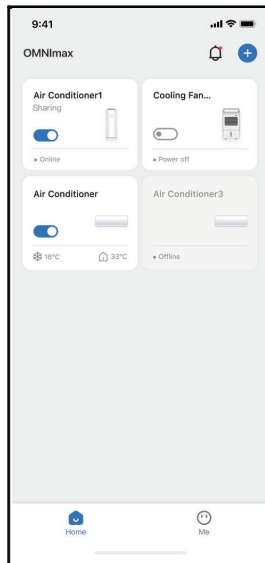 9:41
OMNImax
Air Conditioner1
Sharing
• Online
Cooling Fan...
• Power off
Air Conditioner
16°C 33°C
Air Conditioner3
• Offline
Home
Me